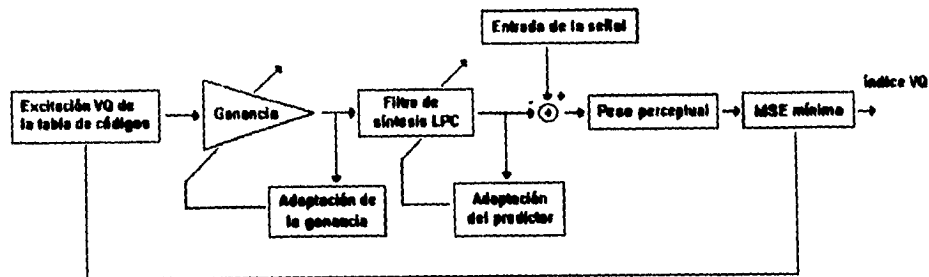 Entrada de la señal
índice VQ
Excitación VQ de
la tabla de códigos
Ganancia
Filtro de
síntesis LPC
-
+
+
Peso perceptual
MSE mínimo
Adaptación de
la ganancia
Adaptación
del predictor